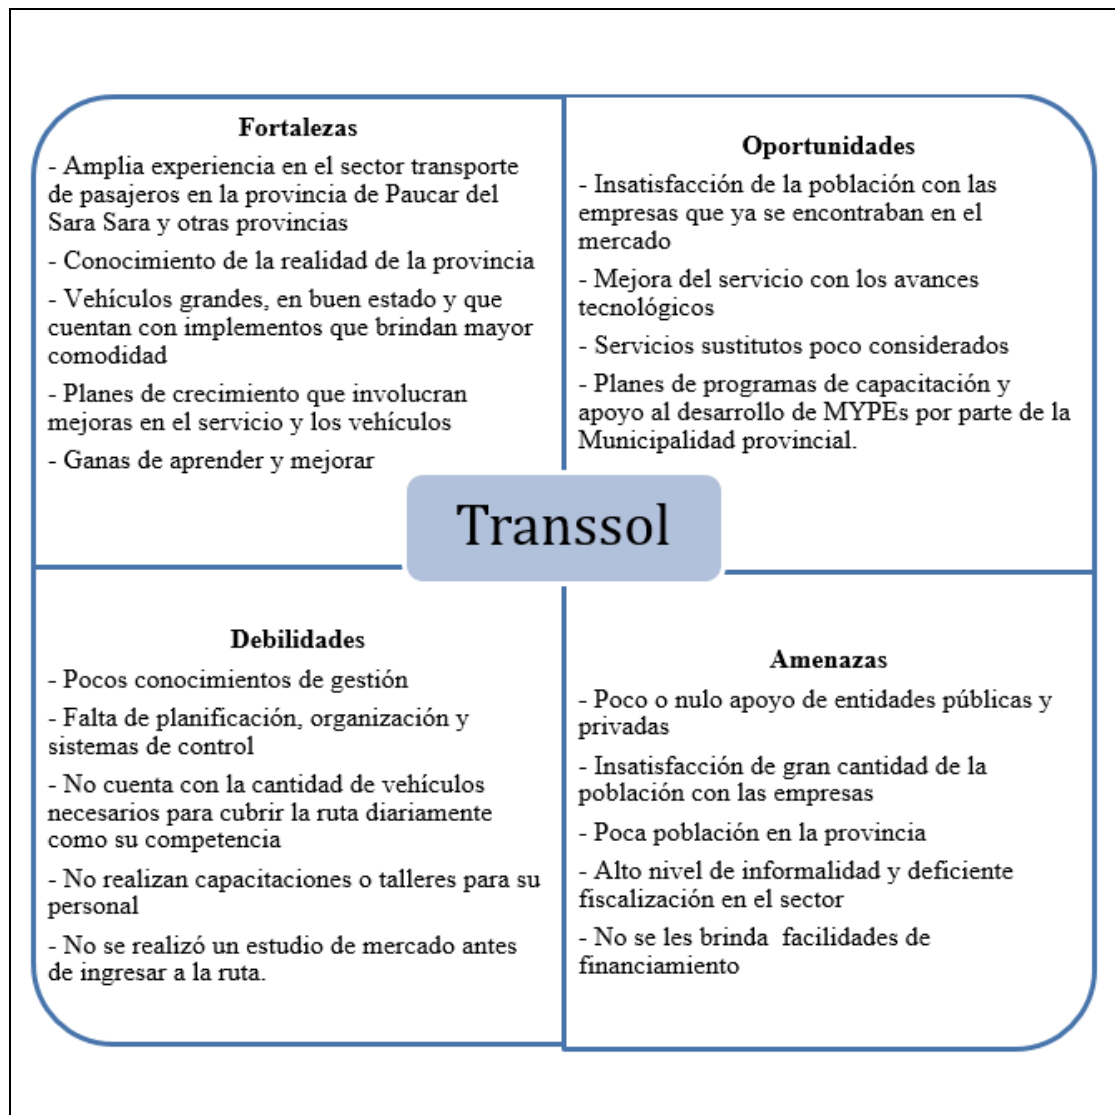 Fortalezas
- Amplia experiencia en el sector transporte
de pasajeros en la provincia de Paucar del
Sara Sara y otras provincias
- Conocimiento de la realidad de la provincia
- Vehículos grandes, en buen estado y que
cuentan con implementos que brindan mayor
comodidad
- Planes de crecimiento que involucran
mejoras en el servicio y los vehículos
- Ganas de aprender y mejorar
Oportunidades
- Insatisfacción de la población con las
empresas que ya se encontraban en el
mercado
- Mejora del servicio con los avances
tecnológicos
- Servicios sustitutos poco considerados
- Planes de programas de capacitación y
apoyo al desarrollo de MYPEs por parte de la
Municipalidad provincial.
Transsol
Debilidades
- Pocos conocimientos de gestión
- Falta de planificación, organización y
sistemas de control
- No cuenta con la cantidad de vehículos
necesarios para cubrir la ruta diariamente
como su competencia
- No realizan capacitaciones o talleres para su
personal
- No se realizó un estudio de mercado antes
de ingresar a la ruta.
Amenazas
- Poco o nulo apoyo de entidades públicas y
privadas
- Insatisfacción de gran cantidad de la
población con las empresas
- Poca población en la provincia
- Alto nivel de informalidad y deficiente
fiscalización en el sector
- No se les brinda facilidades de
financiamiento